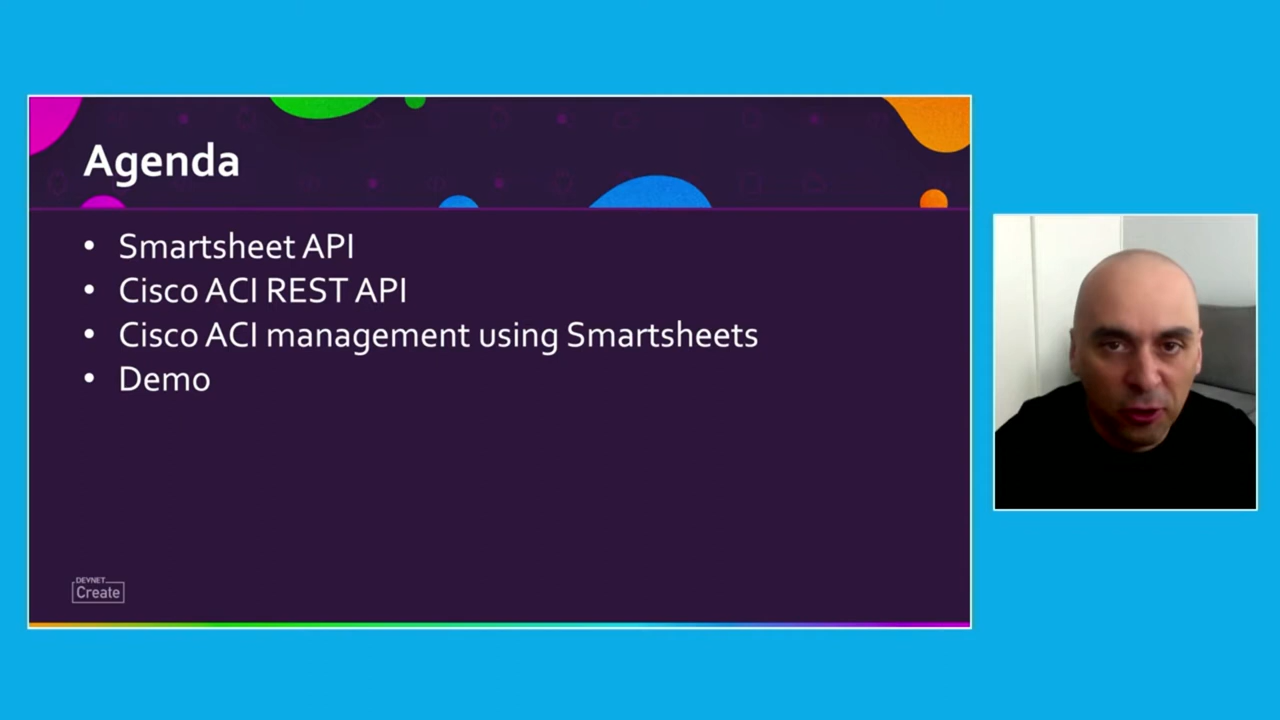 Agenda
• Smartsheet API
• Cisco ACI REST API
• Cisco ACI management using Smartsheets
• Demo
DEVNET
Create